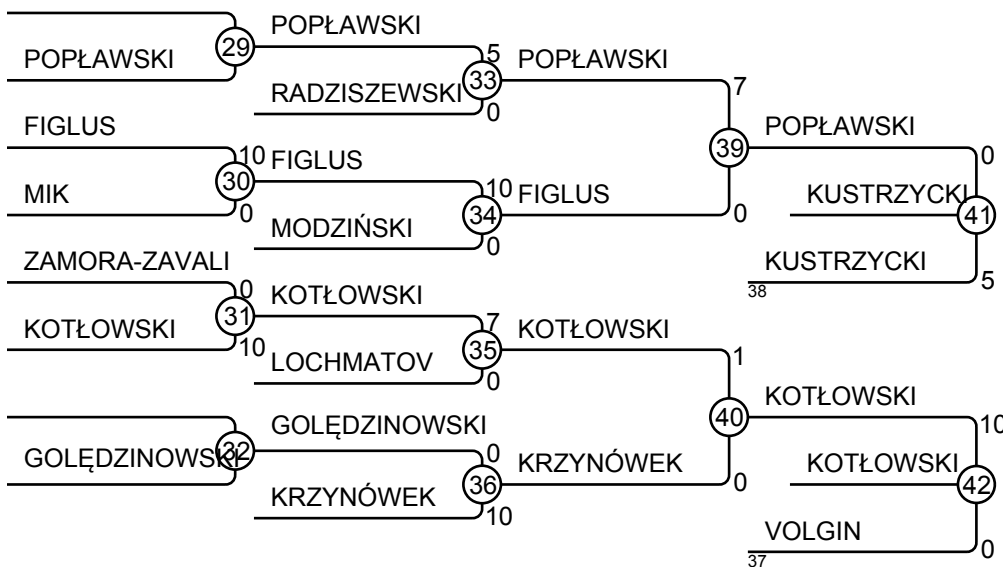 POPŁAWSKI
29
5
POPŁAWSKI
33
POPŁAWSKI
RADZISZEWSKI
0
7
FIGLUS
39
POPŁAWSKI
0
10
30
FIGLUS
MIK
0
10
34
FIGLUS
0
KUSTRZYCKI
41
MODZIŃSKI
0
ZAMORA-ZAVALI
KUSTRZYCKI
5
38
0
31
KOTŁOWSKI
KOTŁOWSKI
10
7
35
KOTŁOWSKI
LOCHMATOV
0
1
40
KOTŁOWSKI
10
GOLĘDZINOWSKI
32
GOLĘDZINOWSKI
0
36
KRZYNÓWEK
0
KOTŁOWSKI
42
KRZYNÓWEK
10
VOLGIN
0
37